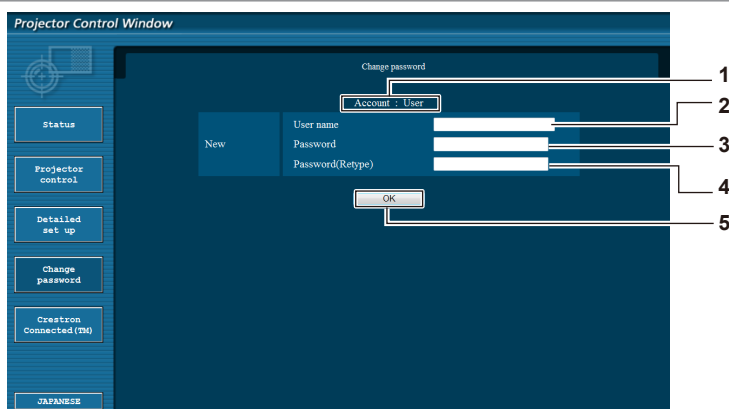 Projector Control Window
Change password
1
Account : User
2
Status
User name
New
Password
3
Password(Retype)
Projector
control
4
OK
5
Detailed
set up
Change
password
Crestron
Connected(TM)
JAPANESE